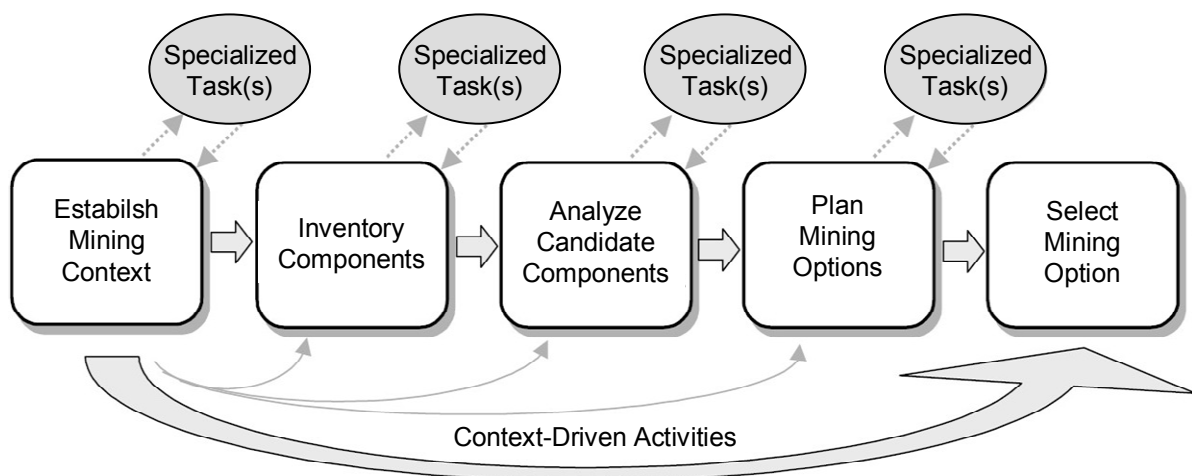 Specialized
Task(s)
Specialized
Task(s)
Specialized
Task(s)
Specialized
Task(s)
Estabilsh
Mining
Context
Inventory
Components
Analyze
Candidate
Components
Plan
Mining
Options
Select
Mining
Option
Context-Driven Activities